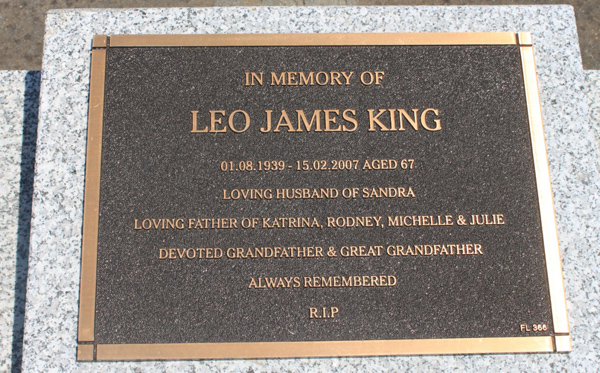 IN MEMORY OF
LEO JAMES KING
01.08.1939 - 15.02.2007 AGED 67
LOVING HUSBAND OF SANDRA
LOVING FATHER OF KATRINA, RODNEY, MICHELLE & JULIE
DEVOTED GRANDFATHER & GREAT GRANDFATHER
ALWAYS REMEMBERED
R.I.P
FL 366